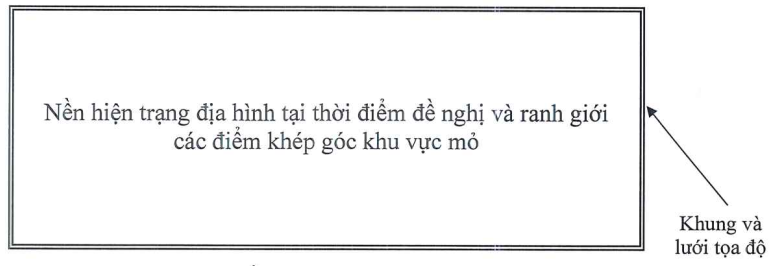 Nền hiện trạng địa hình tại thời điểm đề nghị và ranh giới
các điểm khép góc khu vực mỏ
Khung và
lưới tọa độ